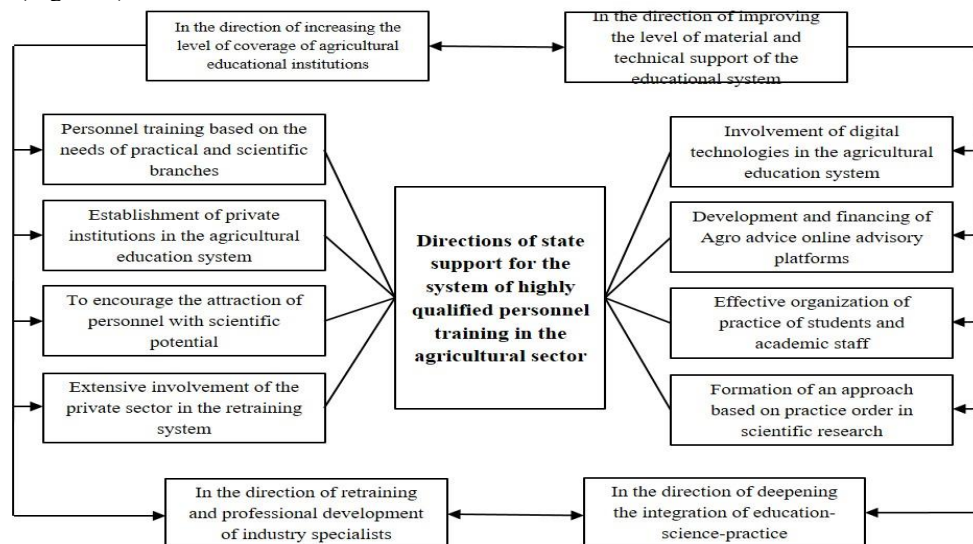 In the direction of increasing the
level of coverage of agricultural
educational institutions
In the direction of improving
the level of material and
technical support of the
educational system
Personnel training based on the
needs of practical and scientific
branches
Establishment of private
institutions in the agricultural
education system
To encourage the attraction of
personnel with scientific
potential
Extensive involvement of the
private sector in the retraining
system
Directions of state
support for the
system of highly
qualified personnel
training in the
agricultural sector
Involvement of digital
technologies in the agricultural
education system
Development and financing of
Agro advice online advisory
platforms
Effective organization of
practice of students and
academic staff
Formation of an approach
based on practice order in
scientific research
In the direction of retraining
and professional development
of industry specialists
In the direction of deepening
the integration of education-
science-practice